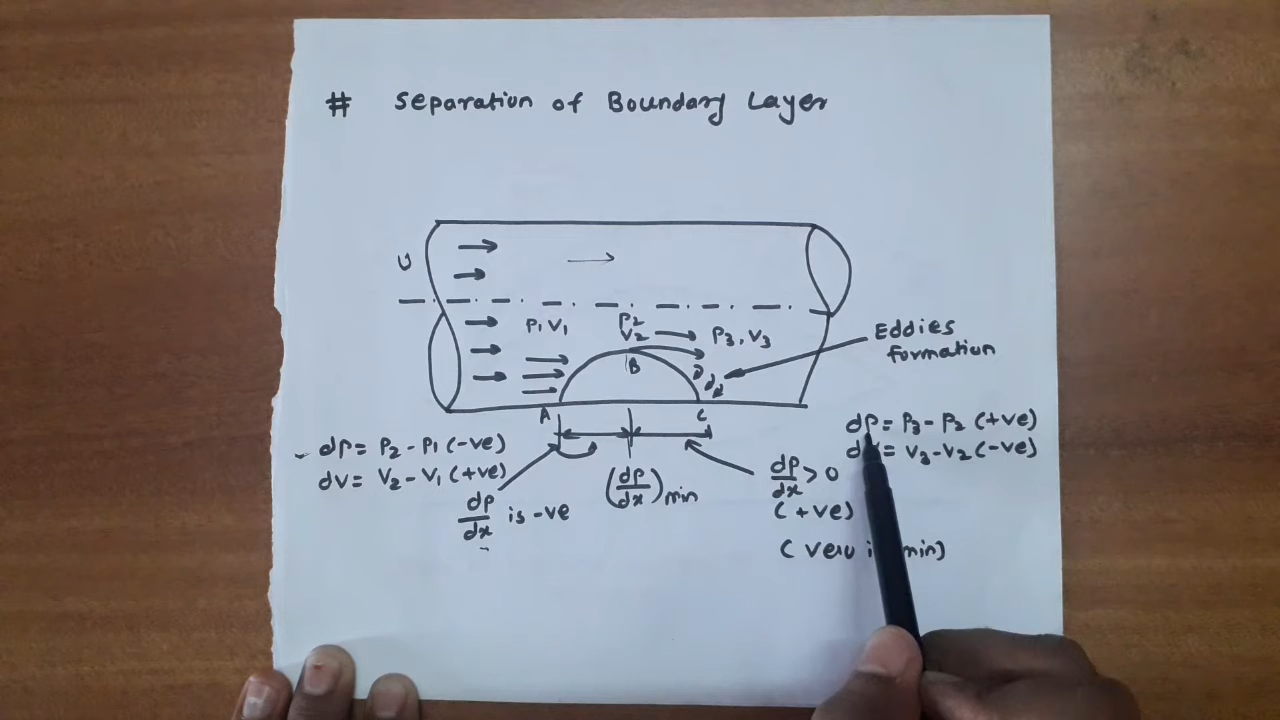 # Separation of Boundary Layer
U
P1 V1
P2
V2
P3, V3
B
A
C
Eddies
formation
dP= P2 - P1 (-ve)
dV= V2 - V1 (+ve)
dP/dx is -ve
(dP/dx)min
dP/dx > 0
(+ve)
min)
dP= P3 - P2 (+ve)
= V3 - V2 (-ve)